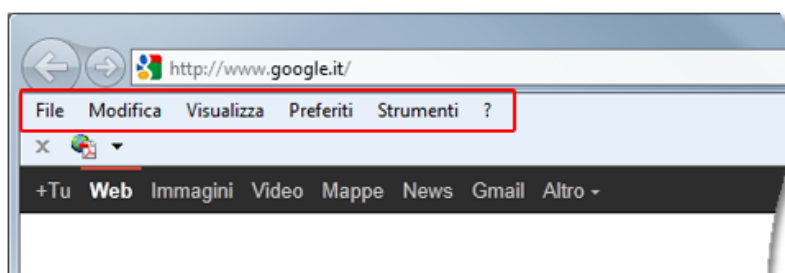 http://www.google.it/
File Modifica Visualizza Preferiti Strumenti ?
x
+Tu Web Immagini Video Mappe News Gmail Altro